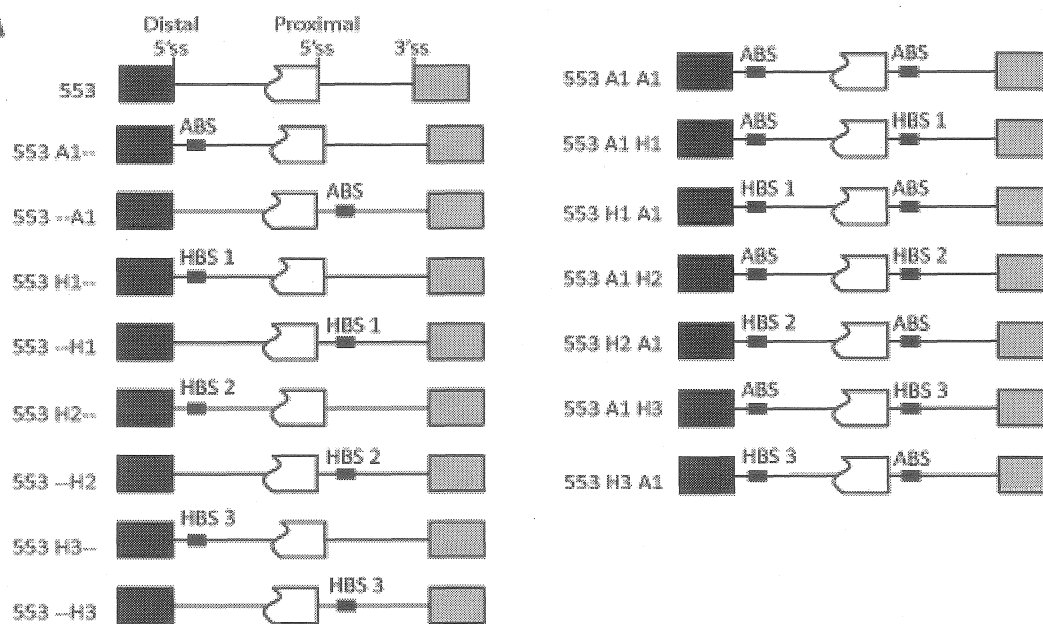 A
Distal Proximal
5'ss 5'ss 3'ss
553
ABS
553 A1--
ABS
553 --A1
HBS 1
553 H1--
HBS 1
553 --H1
HBS 2
553 H2--
HBS 2
553 --H2
HBS 3
553 H3--
HBS 3
553 --H3
ABS ABS
553 A1 A1
ABS HBS 1
553 A1 H1
HBS 1 ABS
553 H1 A1
ABS HBS 2
553 A1 H2
HBS 2 ABS
553 H2 A1
ABS HBS 3
553 A1 H3
HBS 3 ABS
553 H3 A1